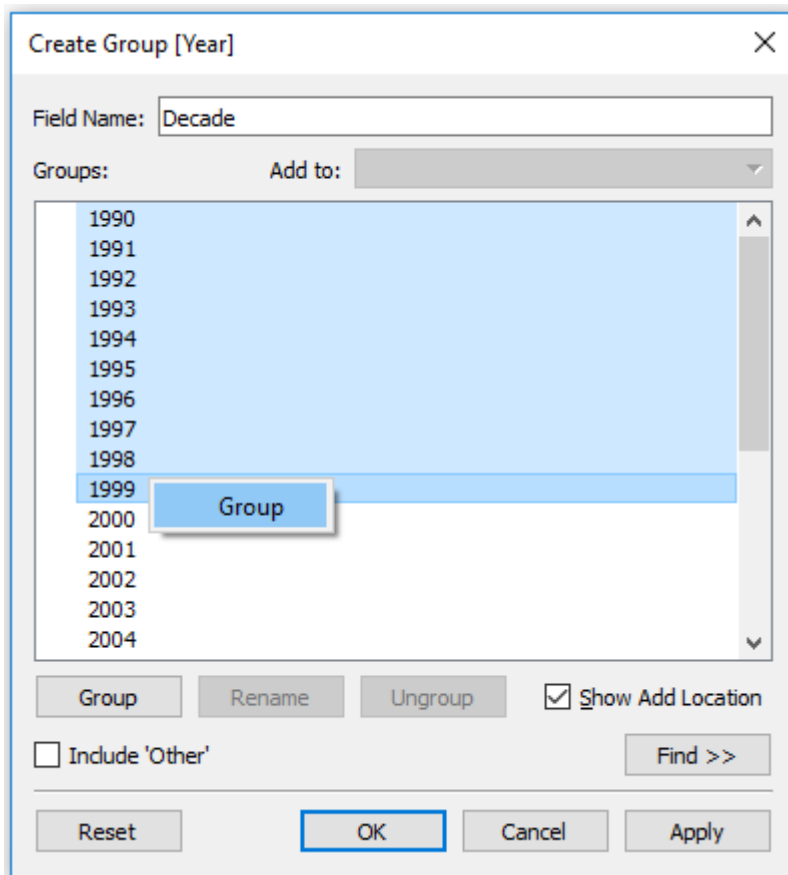 Create Group [Year]
Field Name: Decade
Groups: Add to:
1990
1991
1992
1993
1994
1995
1996
1997
1998
1999
Group
2000
2001
2002
2003
2004
Group Rename Ungroup Show Add Location
Include 'Other' Find >>
Reset OK Cancel Apply